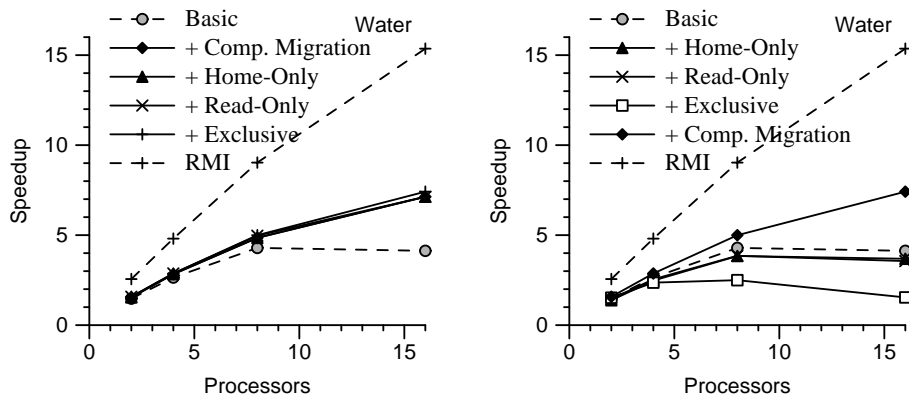 Water
Basic
+ Comp. Migration
+ Home-Only
+ Read-Only
+ Exclusive
RMI
Speedup
15
10
5
0
0
5
10
15
Processors
Water
Basic
+ Home-Only
+ Read-Only
+ Exclusive
+ Comp. Migration
RMI
Speedup
15
10
5
0
0
5
10
15
Processors